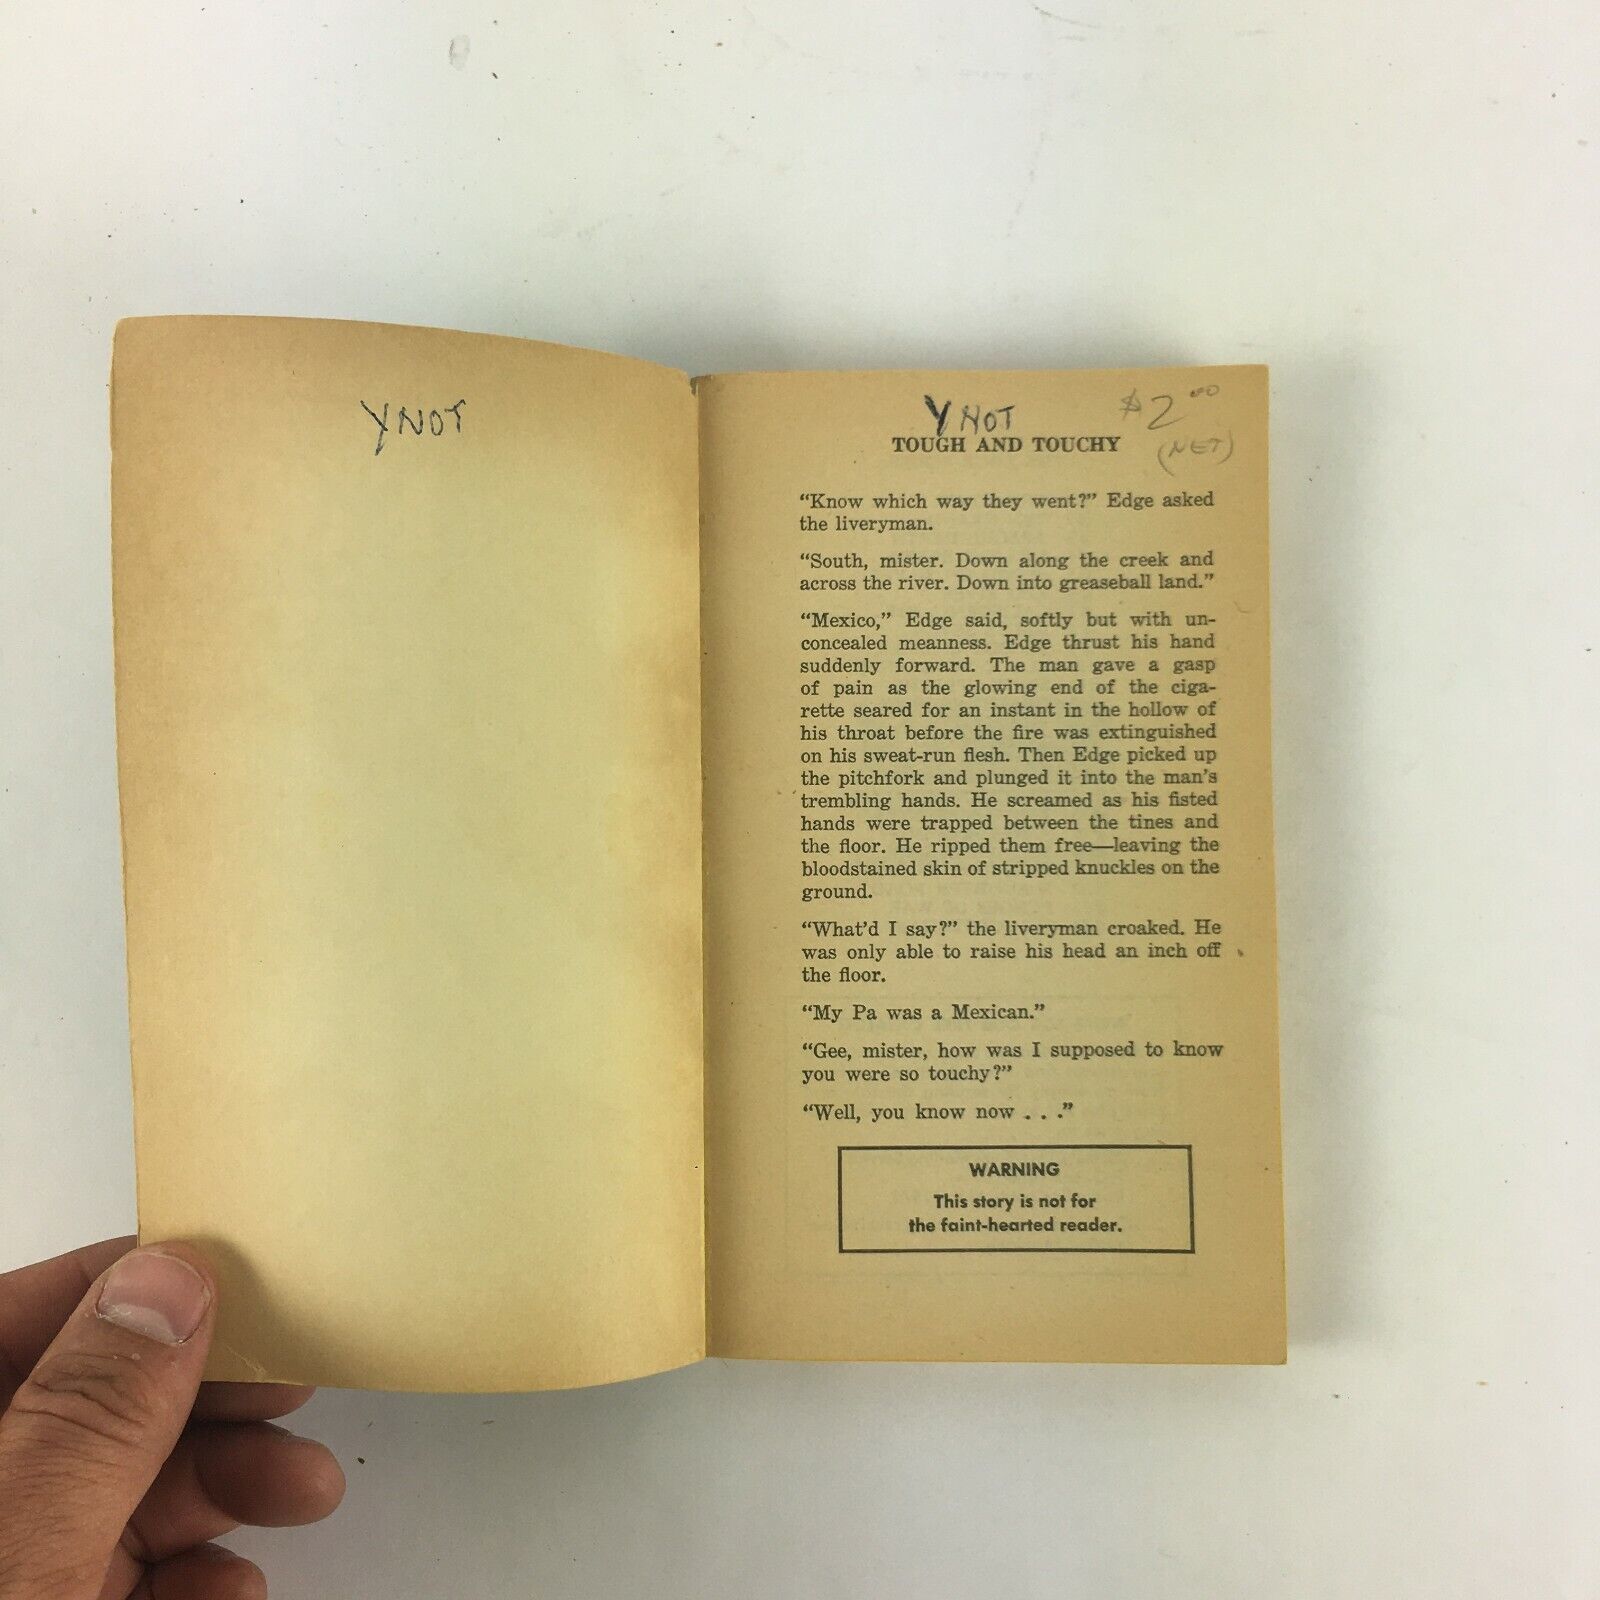 YNOT
YNOT
$2.00
(NET)
TOUGH AND TOUCHY
“Know which way they went?” Edge asked
the liveryman.
“South, mister. Down along the creek and
across the river. Down into greaseball land.”
“Mexico,” Edge said, softly but with un-
concealed meanness. Edge thrust his hand
suddenly forward. The man gave a gasp
of pain as the glowing end of the ciga-
rette seared for an instant in the hollow of
his throat before the fire was extinguished
on his sweat-run flesh. Then Edge picked up
the pitchfork and plunged it into the man's
trembling hands. He screamed as his fisted
hands were trapped between the tines and
the floor. He ripped them free—leaving the
bloodstained skin of stripped knuckles on the
ground.
“What'd I say?” the liveryman croaked. He
was only able to raise his head an inch off
the floor.
“My Pa was a Mexican.”
“Gee, mister, how was I supposed to know
you were so touchy?”
“Well, you know now . . .”
WARNING
This story is not for
the faint-hearted reader.